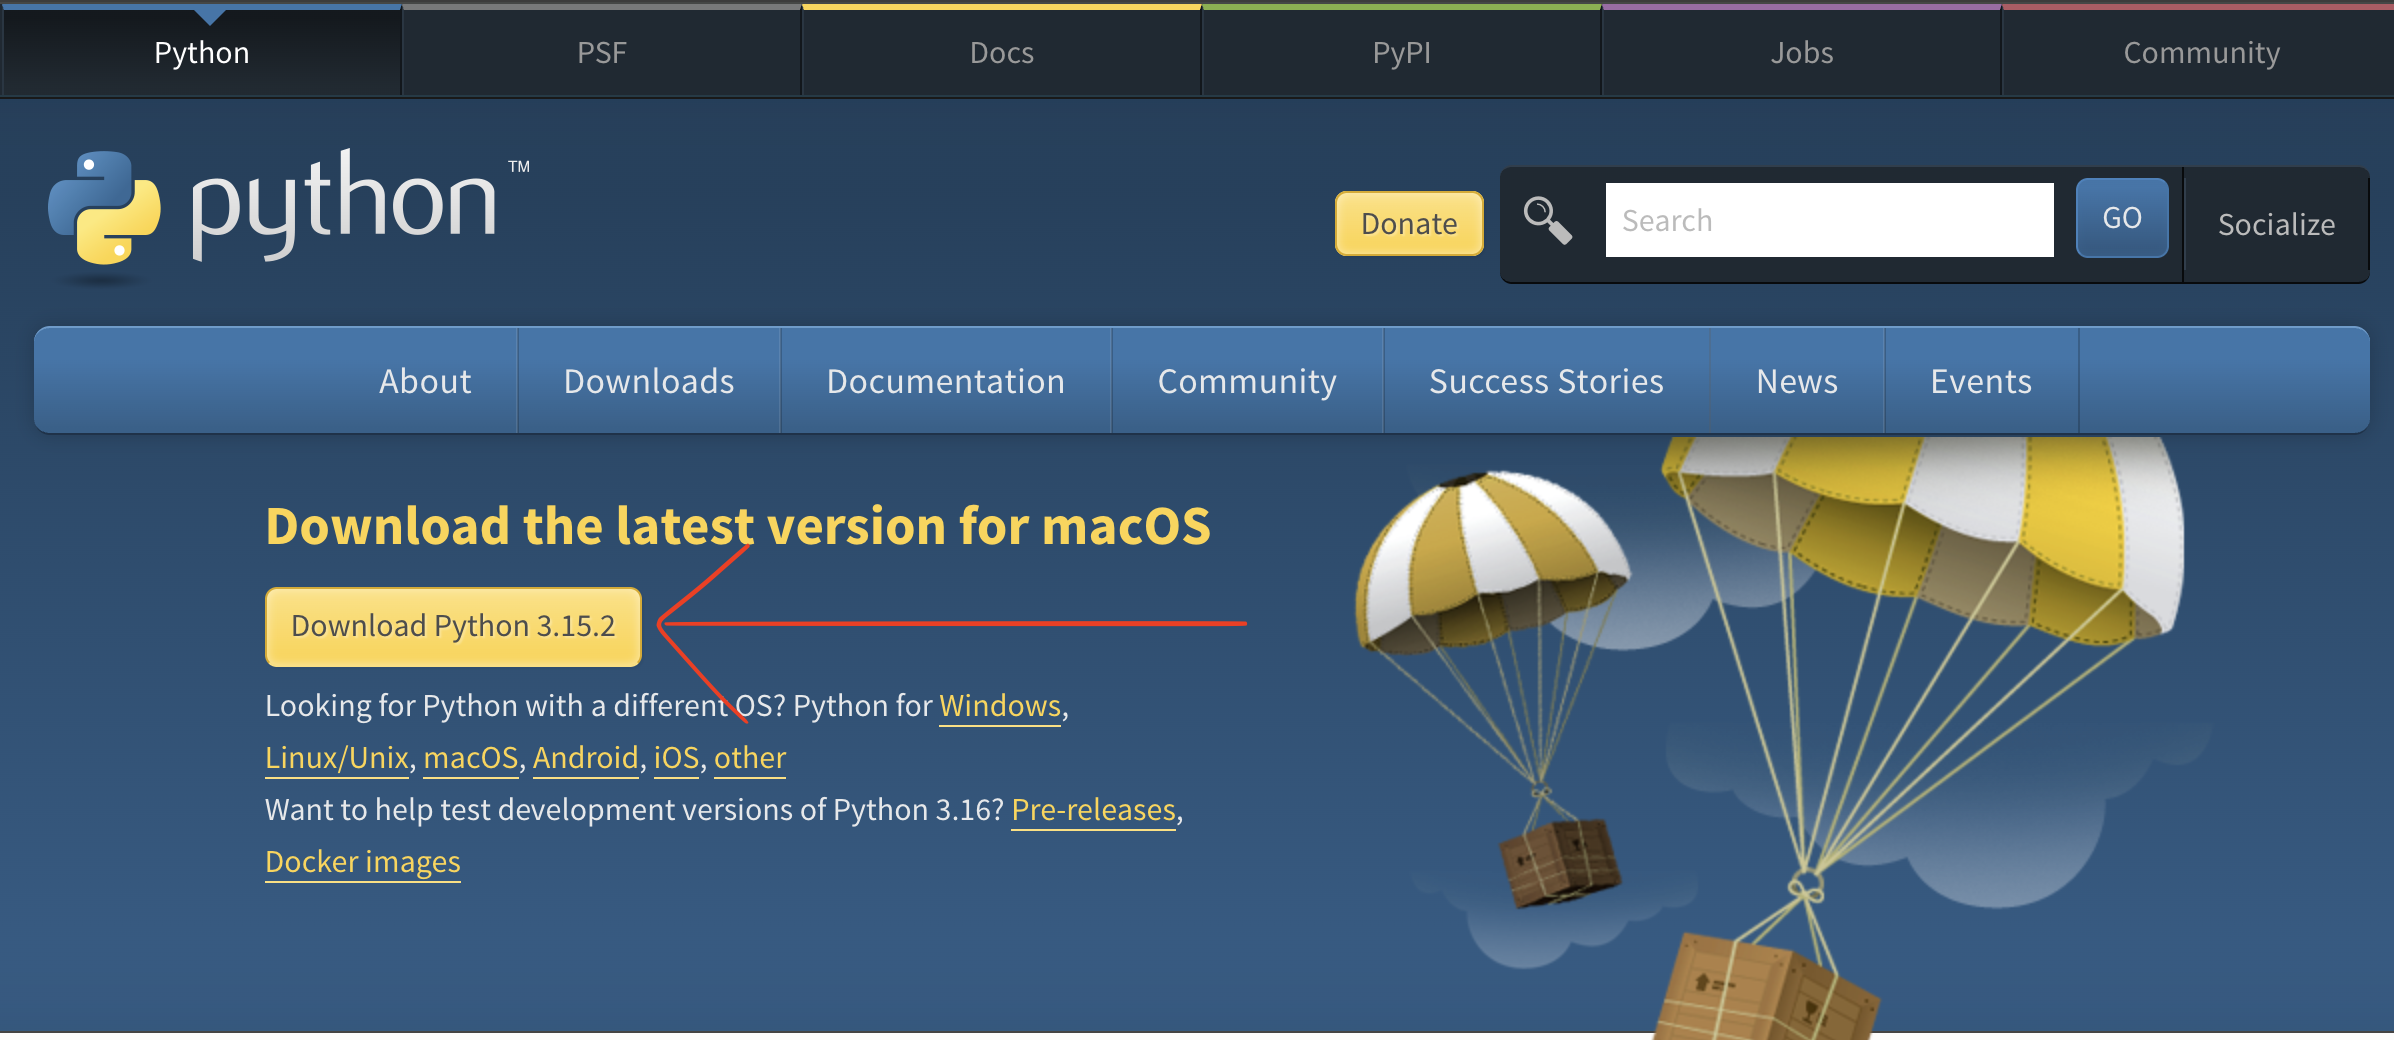 Python
PSF
Docs
PyPI
Jobs
Community
python™
Donate
Search
GO
Socialize
About
Downloads
Documentation
Community
Success Stories
News
Events
Download the latest version for macOS
Download Python 3.15.2
Looking for Python with a different OS? Python for Windows,
Linux/Unix, macOS, Android, iOS, other
Want to help test development versions of Python 3.16? Pre-releases,
Docker images